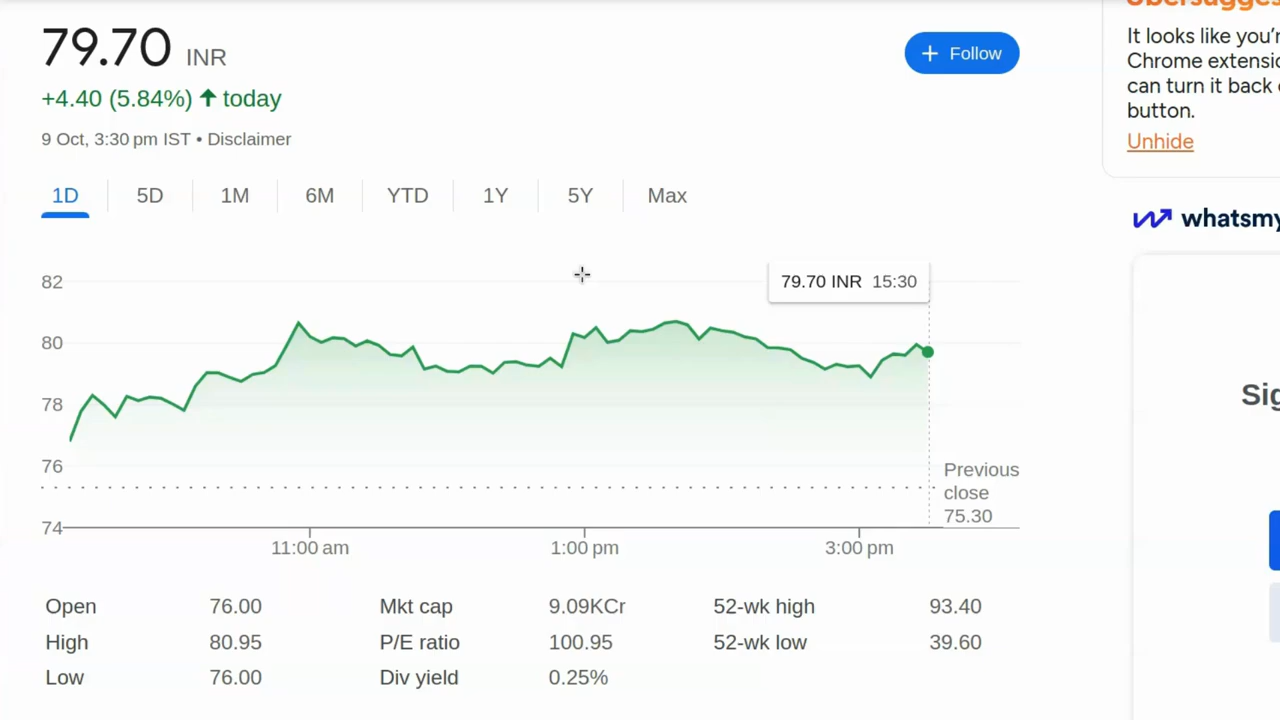 79.70 INR
+ Follow
+4.40 (5.84%) ↑ today
9 Oct, 3:30 pm IST • Disclaimer
1D 5D 1M 6M YTD 1Y 5Y Max
79.70 INR 15:30
82
80
78
76
74
Previous
close
75.30
11:00 am 1:00 pm 3:00 pm
Open 76.00 Mkt cap 9.09KCr 52-wk high 93.40
High 80.95 P/E ratio 100.95 52-wk low 39.60
Low 76.00 Div yield 0.25%
It looks like you'r
Chrome extensio
can turn it back
button.
Unhide
whatsmy
Sig